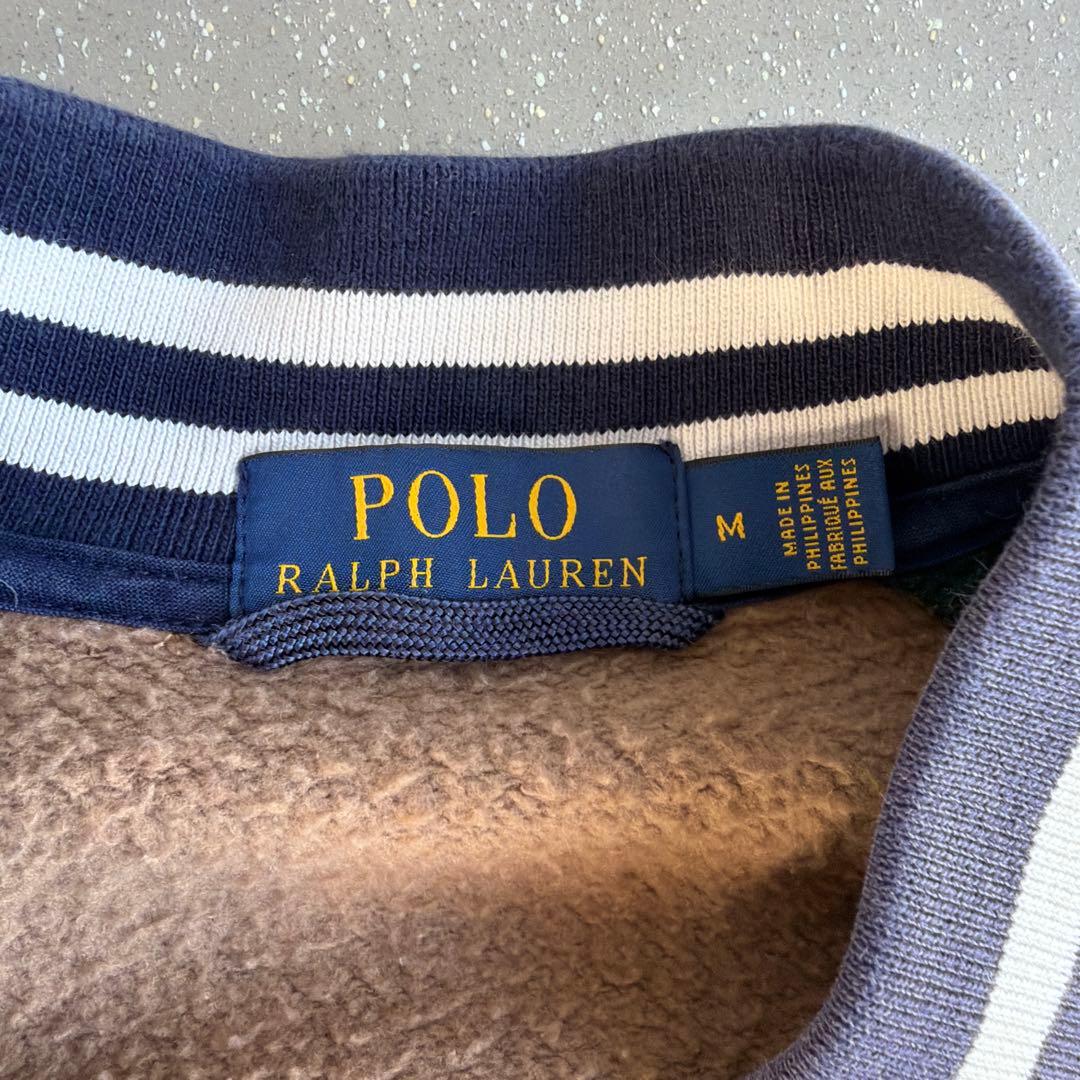 POLO
RALPH LAUREN
M
MADE IN
PHILIPPINES
FABRIQUÉ AUX
PHILIPPINES